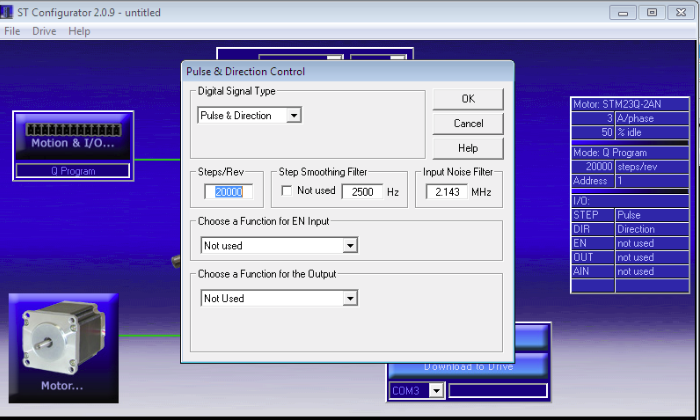 ST Configurator 2.0.9 - untitled
File Drive Help
Pulse & Direction Control
Digital Signal Type
Pulse & Direction
OK
Cancel
Help
Steps/Rev
20000
Step Smoothing Filter
Not used 2500 Hz
Input Noise Filter
2.143 MHz
Choose a Function for EN Input
Not used
Choose a Function for the Output
Not Used
Motion & I/O...
Q Program
Motor...
Motor: STM23Q-2AN
3 A/phase
50 % idle
Mode: Q Program
20000 steps/rev
Address 1
I/O:
STEP Pulse
DIR Direction
EN not used
OUT not used
AIN not used
Download to Drive
COM3